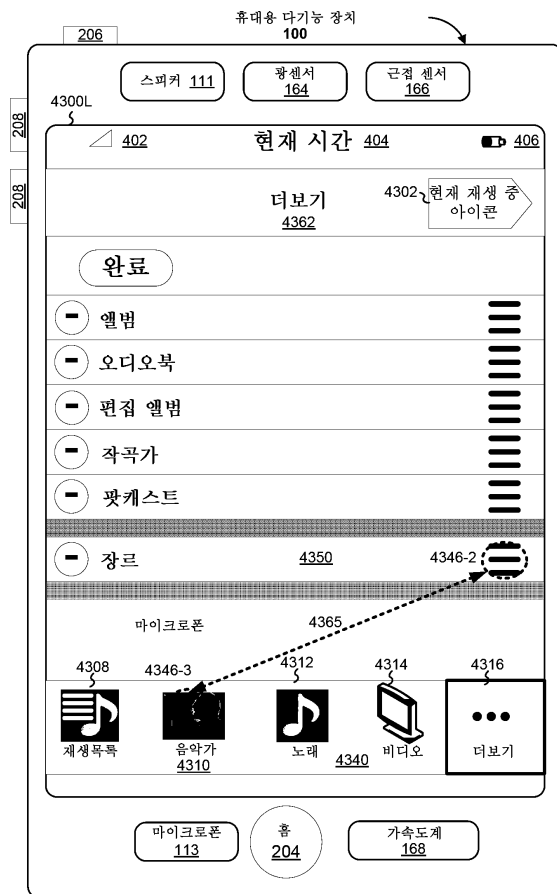 휴대용 다기능 장치
100
206
스피커 111
광센서
164
근접 센서
166
4300L
208
208
402
현재 시간 404
406
더보기
4362
4302
현재 재생 중
아이콘
완료
앨범
오디오북
편집 앨범
작곡가
팟캐스트
장르
4350
4346-2
마이크로폰
4365
4308
4346-3
4312
4314
4316
재생목록
음악가
4310
노래
4340
비디오
더보기
마이크로폰
113
홈
204
가속도계
168